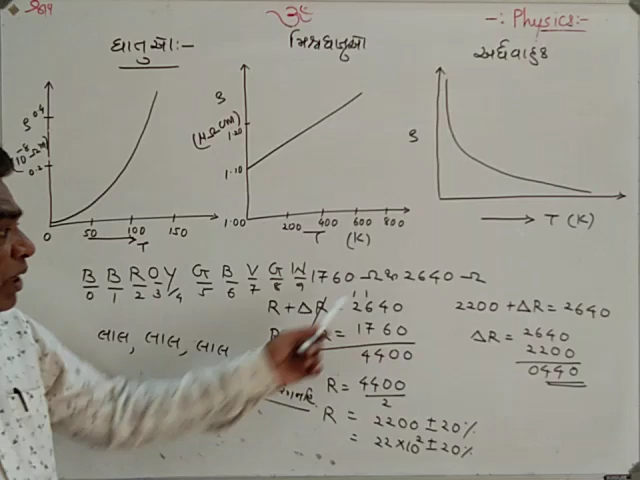 -: Physics:-
ધાતુઓ:-
મિશ્રધાતુઓ
અર્ધવાહક
ρ 0.4
(10⁻⁸ Ωm)
0.2
0 50 100 150
T
ρ
(μΩcm)
1.20
1.10
1.00 200 400 600 800
T (K)
ρ
T (K)
B B R O Y G B V G W 1760 Ω 2640 Ω
0 1 2 3 4 5 6 7 8 9
R + ΔR = 2640
= 1760
4400
2200 + ΔR = 2640
ΔR = 2640
2200
0440
લાલ, લાલ, લાલ
R = 4400
2
R = 2200 ± 20%
= 22×10² ± 20%